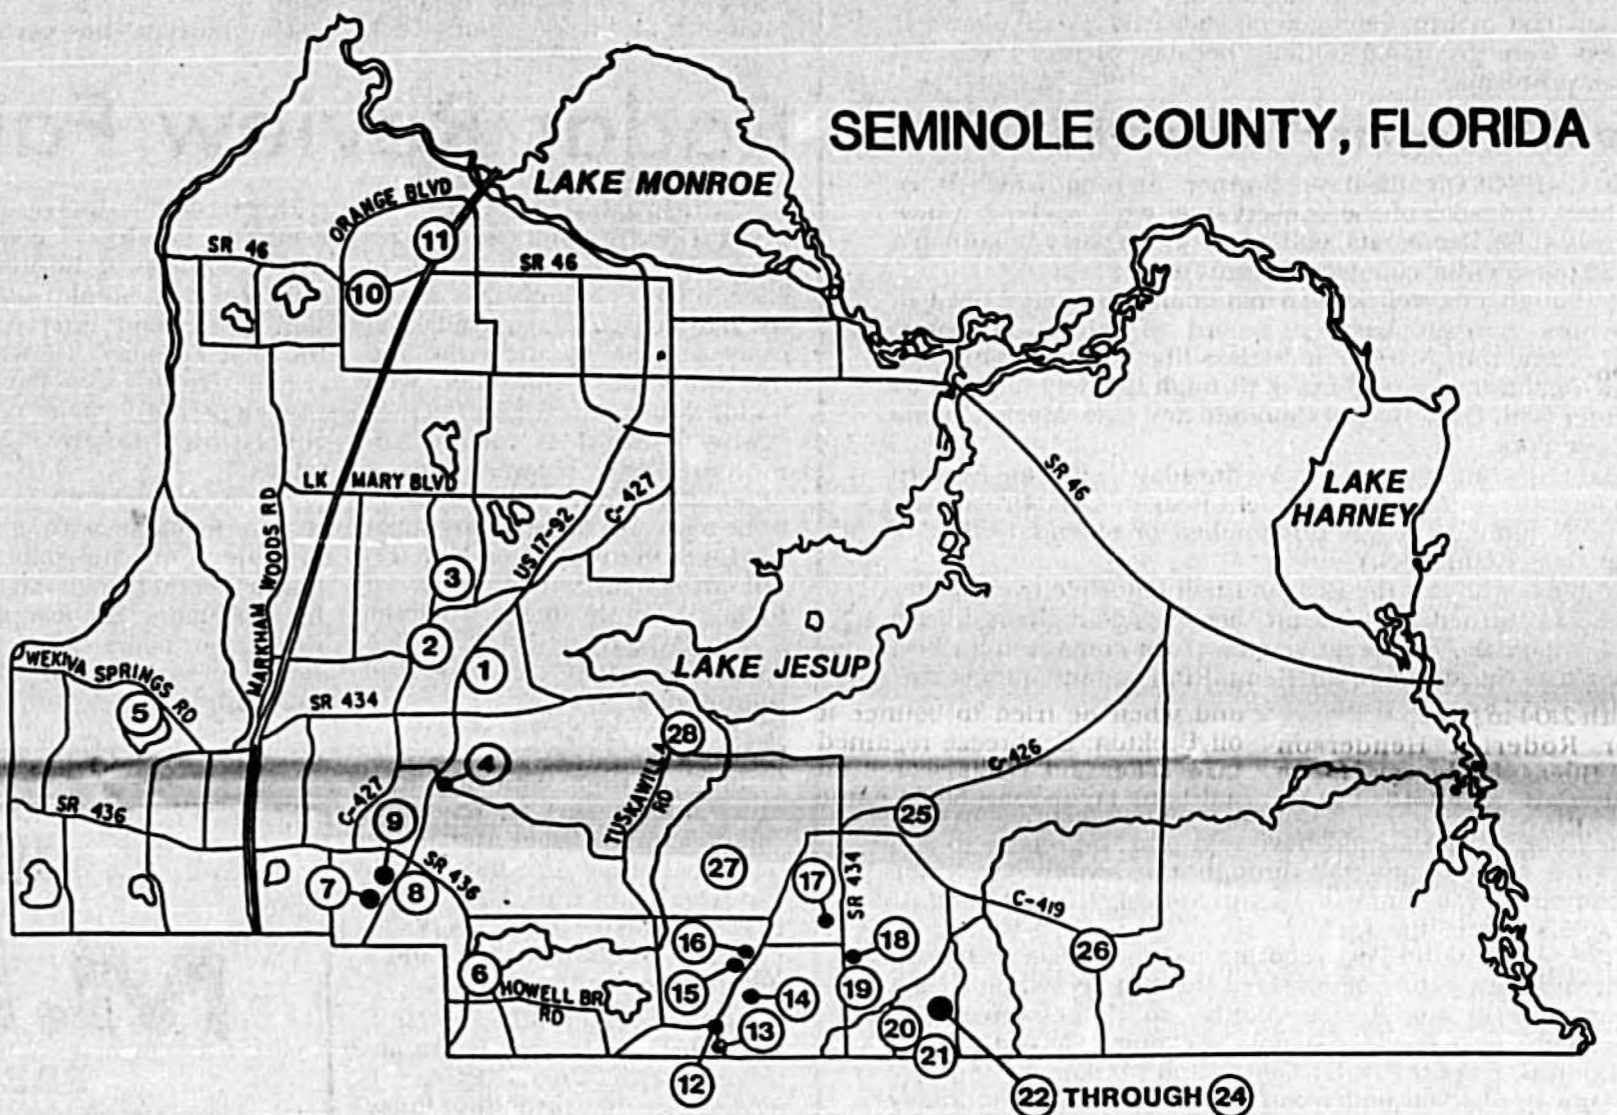 SEMINOLE COUNTY, FLORIDA
LAKE MONROE
ORANGE BLVD
11
SR 46
SR 46
10
LK MARY BLVD
MARKHAM WOODS RD
US 17-92
C-427
SR 46
LAKE
HARNEY
3
2
1
LAKE JESUP
WEKIVA SPRINGS RD
5
SR 434
28
4
TUSKAWILLA
RD
C-426
25
SR 436
C-427
9
SR 436
7
8
27
17
SR 434
C-419
26
16
18
6
15
14
19
HOWELL BR
RD
13
20
21
12
22 THROUGH 24